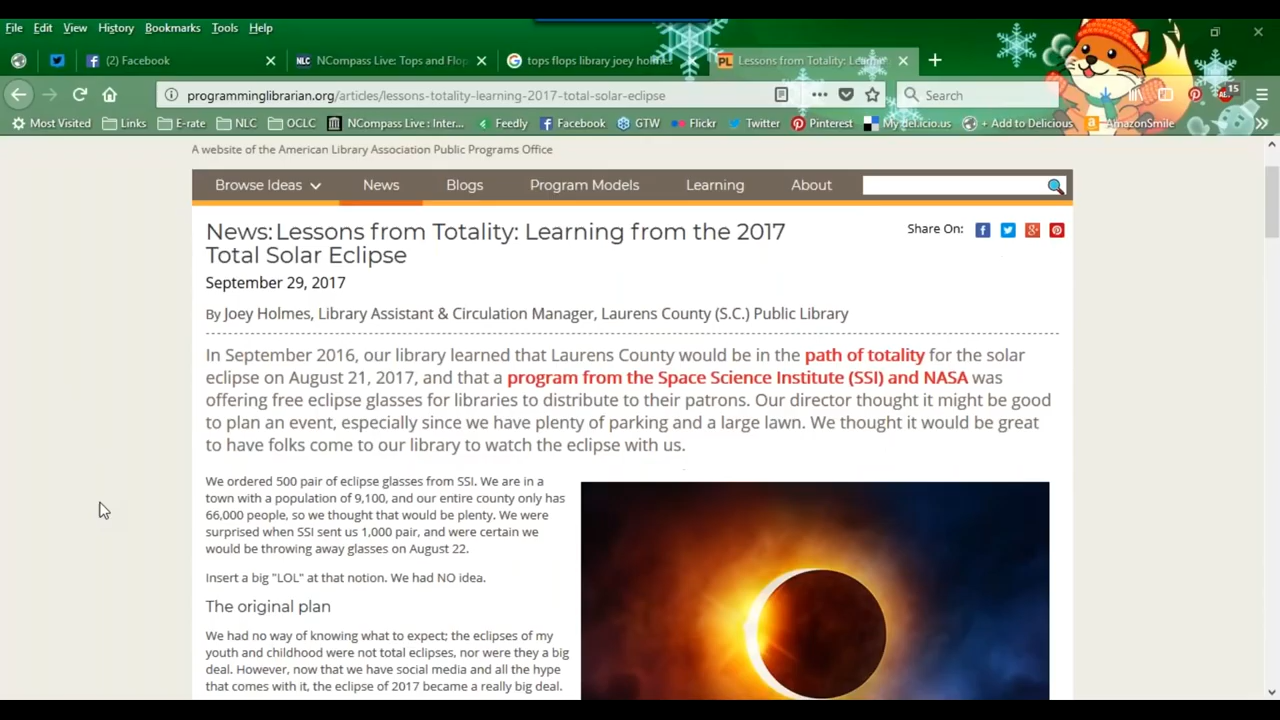 File Edit View History Bookmarks Tools Help
(2) Facebook
NLC NCompass Live: Tops and Flop
tops flops library joey holm
PL Lessons from Totality: Lear
programminglibrarian.org/articles/lessons-totality-learning-2017-total-solar-eclipse
Search
15
Most Visited Links E-rate NLC OCLC NCompass Live : Inter... Feedly Facebook GTW Flickr Twitter Pinterest My del.icio.us + Add to Delicious AmazonSmile
A website of the American Library Association Public Programs Office
Browse Ideas News Blogs Program Models Learning About
News: Lessons from Totality: Learning from the 2017
Total Solar Eclipse
Share On:
September 29, 2017
By Joey Holmes, Library Assistant & Circulation Manager, Laurens County (S.C.) Public Library
In September 2016, our library learned that Laurens County would be in the path of totality for the solar
eclipse on August 21, 2017, and that a program from the Space Science Institute (SSI) and NASA was
offering free eclipse glasses for libraries to distribute to their patrons. Our director thought it might be good
to plan an event, especially since we have plenty of parking and a large lawn. We thought it would be great
to have folks come to our library to watch the eclipse with us.
We ordered 500 pair of eclipse glasses from SSI. We are in a
town with a population of 9,100, and our entire county only has
66,000 people, so we thought that would be plenty. We were
surprised when SSI sent us 1,000 pair, and were certain we
would be throwing away glasses on August 22.
Insert a big "LOL" at that notion. We had NO idea.
The original plan
We had no way of knowing what to expect; the eclipses of my
youth and childhood were not total eclipses, nor were they a big
deal. However, now that we have social media and all the hype
that comes with it, the eclipse of 2017 became a really big deal.